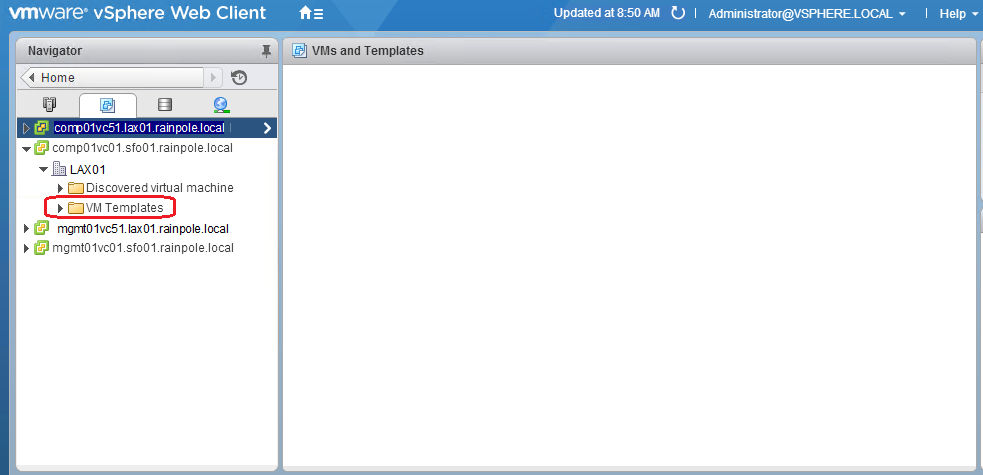 vmware® vSphere Web Client
Updated at 8:50 AM
Administrator@VSPHERE.LOCAL
Help
Navigator
Home
comp01vc51.lax01.rainpole.local
comp01vc01.sfo01.rainpole.local
LAX01
Discovered virtual machine
VM Templates
mgmt01vc51.lax01.rainpole.local
mgmt01vc01.sfo01.rainpole.local
VMs and Templates